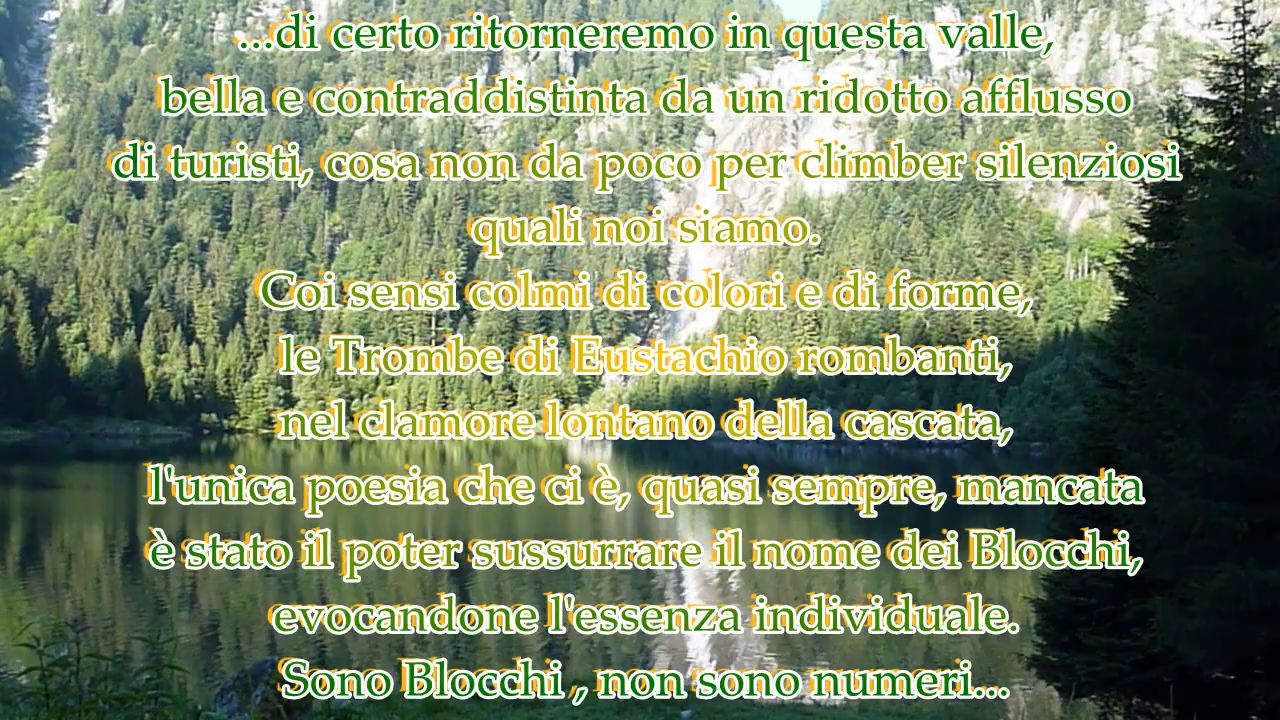 ...di certo ritorneremo in questa valle,
bella e contraddistinta da un ridotto afflusso
di turisti, cosa non da poco per climber silenziosi
quali noi siamo.
Coi sensi colmi di colori e di forme,
le Trombe di Eustachio rombanti,
nel clamore lontano della cascata,
l'unica poesia che ci è, quasi sempre, mancata
è stato il poter sussurrare il nome dei Blocchi,
evocandone l'essenza individuale.
Sono Blocchi , non sono numeri...